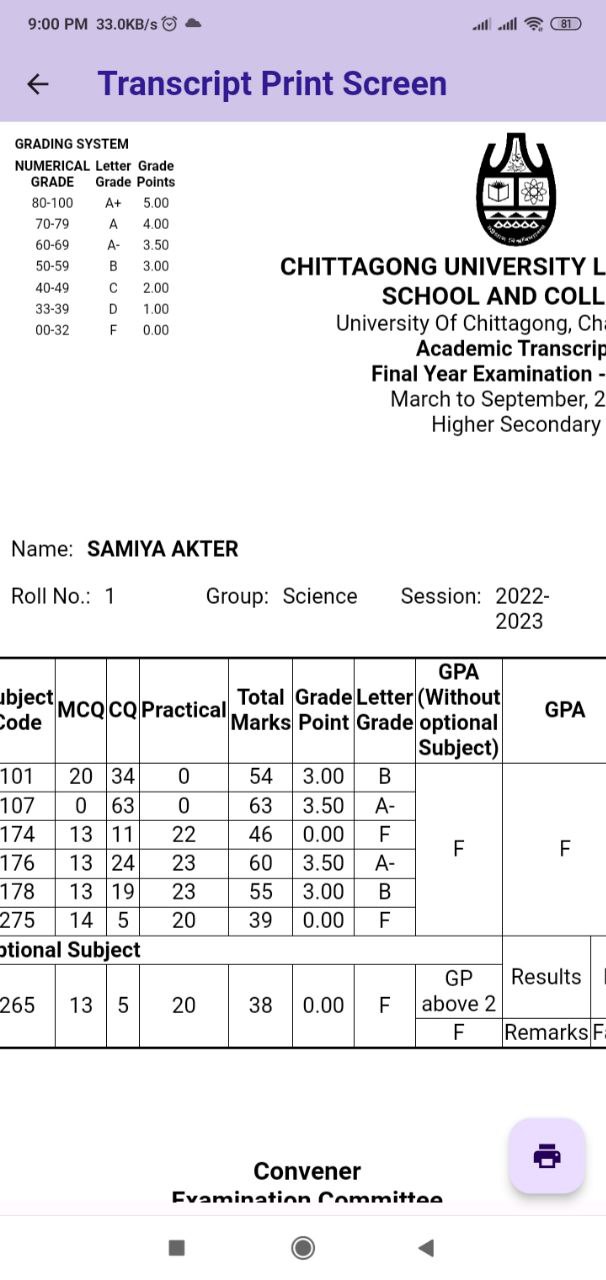 9:00 PM 33.0KB/s
81
Transcript Print Screen
GRADING SYSTEM
NUMERICAL GRADE Letter Grade Grade Points
80-100 A+ 5.00
70-79 A 4.00
60-69 A- 3.50
50-59 B 3.00
40-49 C 2.00
33-39 D 1.00
00-32 F 0.00
CHITTAGONG UNIVERSITY L
SCHOOL AND COLL
University Of Chittagong, Cha
Academic Transcrip
Final Year Examination -
March to September, 2
Higher Secondary
Name: SAMIYA AKTER
Roll No.: 1 Group: Science Session: 2022-
2023
ubject Code MCQ CQ Practical Total Marks Grade Point Letter Grade GPA (Without optional Subject) GPA
101 20 34 0 54 3.00 B
107 0 63 0 63 3.50 A-
174 13 11 22 46 0.00 F
176 13 24 23 60 3.50 A-
178 13 19 23 55 3.00 B
275 14 5 20 39 0.00 F
F F
ptional Subject
265 13 5 20 38 0.00 F
GP above 2
Results
F Remarks Fa
Convener
Examination Committee